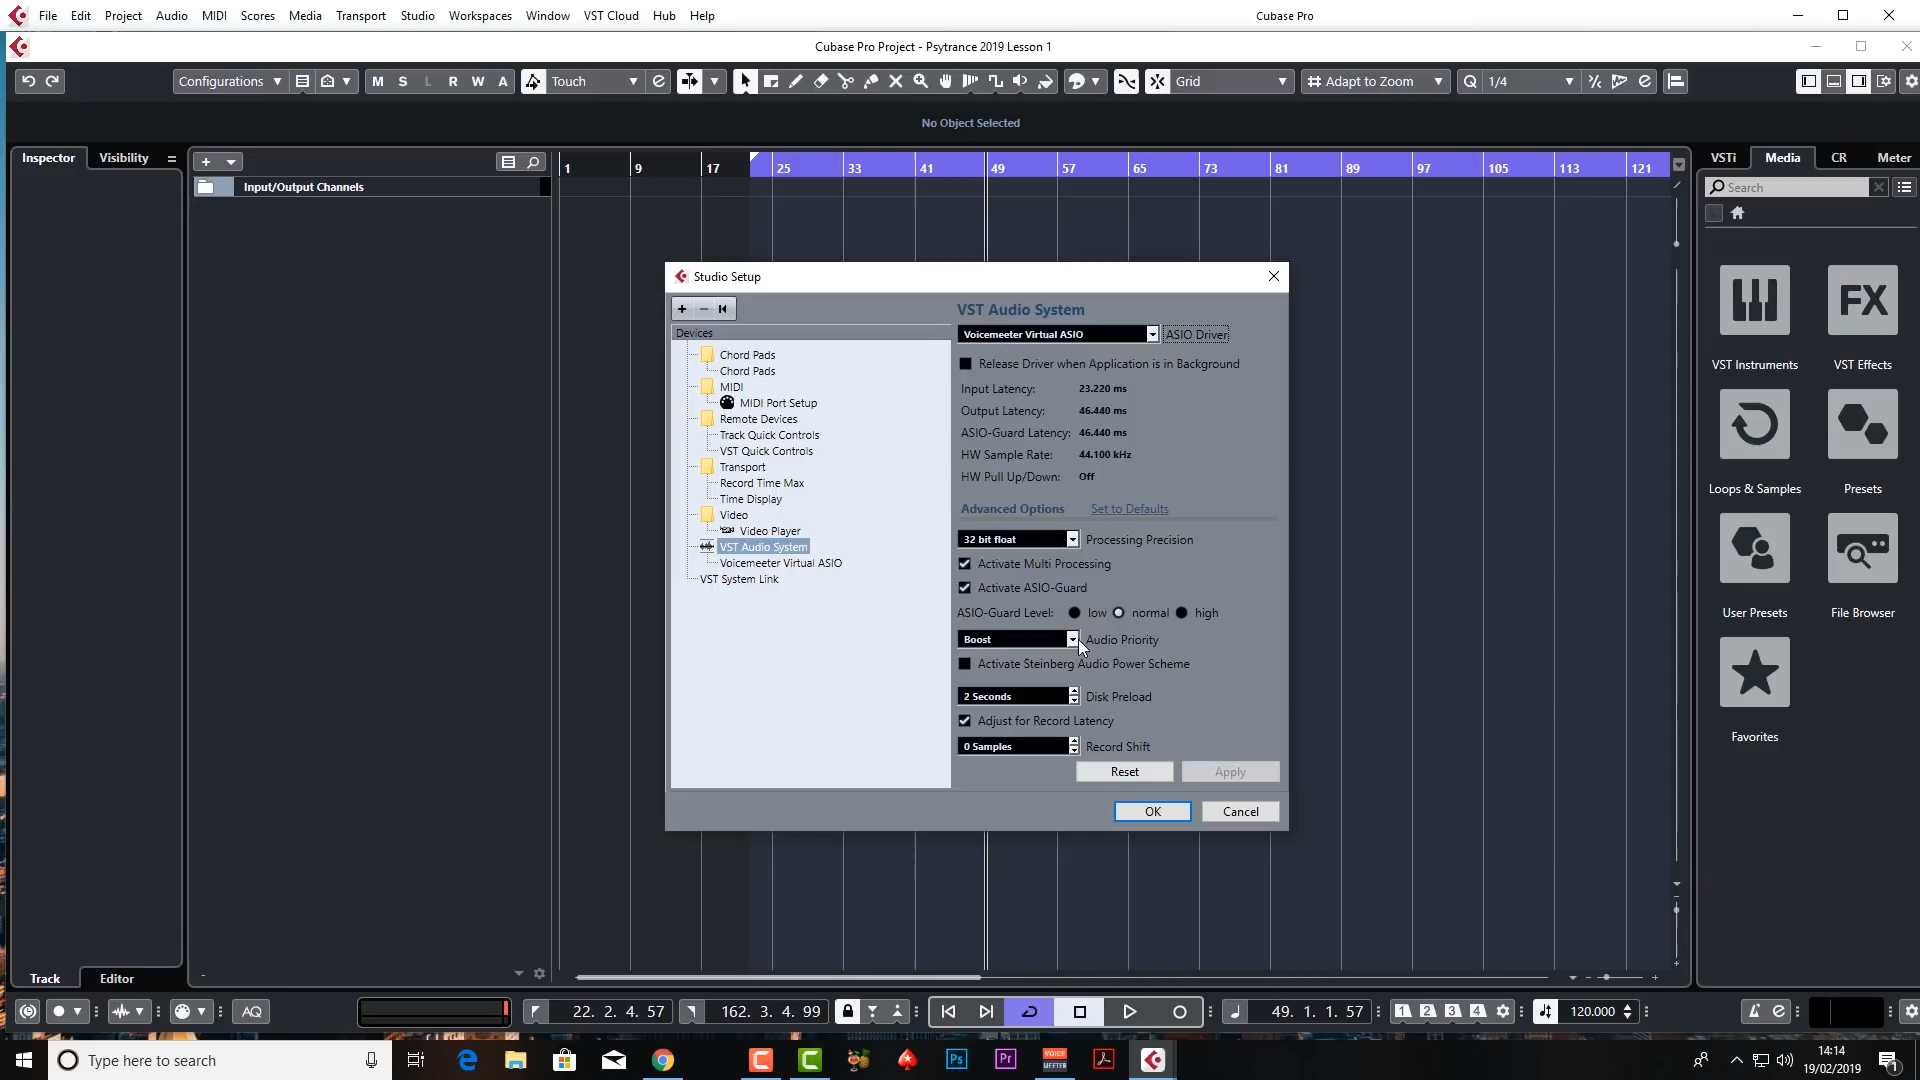 File Edit Project Audio MIDI Scores Media Transport Studio Workspaces Window VST Cloud Hub Help Cubase Pro
Cubase Pro Project - Psytrance 2019 Lesson 1
Configurations M S L R W A Touch Grid Adapt to Zoom Q 1/4
No Object Selected
Inspector Visibility
1 9 17 25 33 41 49 57 65 73 81 89 97 105 113 121
VSTi Media CR Meter
Input/Output Channels
Search
VST Instruments VST Effects
FX
Loops & Samples Presets
User Presets File Browser
Favorites
Studio Setup
Devices
Chord Pads
Chord Pads
MIDI
MIDI Port Setup
Remote Devices
Track Quick Controls
VST Quick Controls
Transport
Record Time Max
Time Display
Video
Video Player
VST Audio System
Voicemeeter Virtual ASIO
VST System Link
VST Audio System
Voicemeeter Virtual ASIO ASIO Driver
Release Driver when Application is in Background
Input Latency: 23.220 ms
Output Latency: 46.440 ms
ASIO-Guard Latency: 46.440 ms
HW Sample Rate: 44.100 kHz
HW Pull Up/Down: Off
Advanced Options Set to Defaults
32 bit float Processing Precision
Activate Multi Processing
Activate ASIO-Guard
ASIO-Guard Level: low normal high
Boost Audio Priority
Activate Steinberg Audio Power Scheme
2 Seconds Disk Preload
Adjust for Record Latency
0 Samples Record Shift
Reset Apply
OK Cancel
Track Editor
AQ 22. 2. 4. 57 162. 3. 4. 99 49. 1. 1. 57 1 2 3 4 120.000
Type here to search
Ps Pr VOICE MEETER
14:14
19/02/2019
1